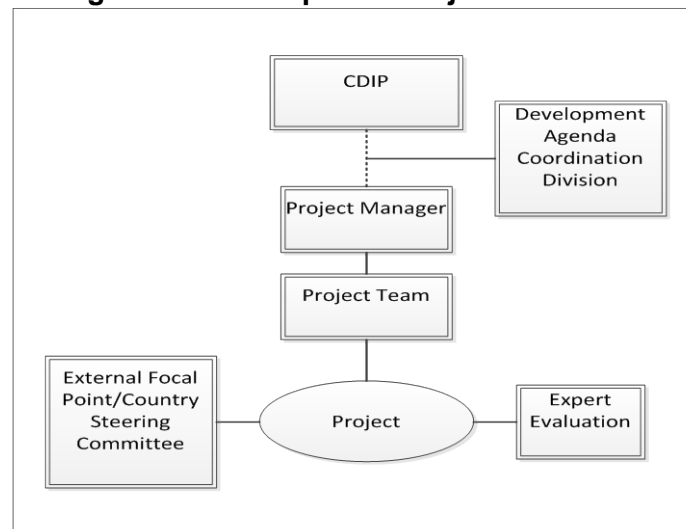 CDIP
Development
Agenda
Coordination
Division
Project Manager
Project Team
External Focal
Point/Country
Steering
Committee
Project
Expert
Evaluation